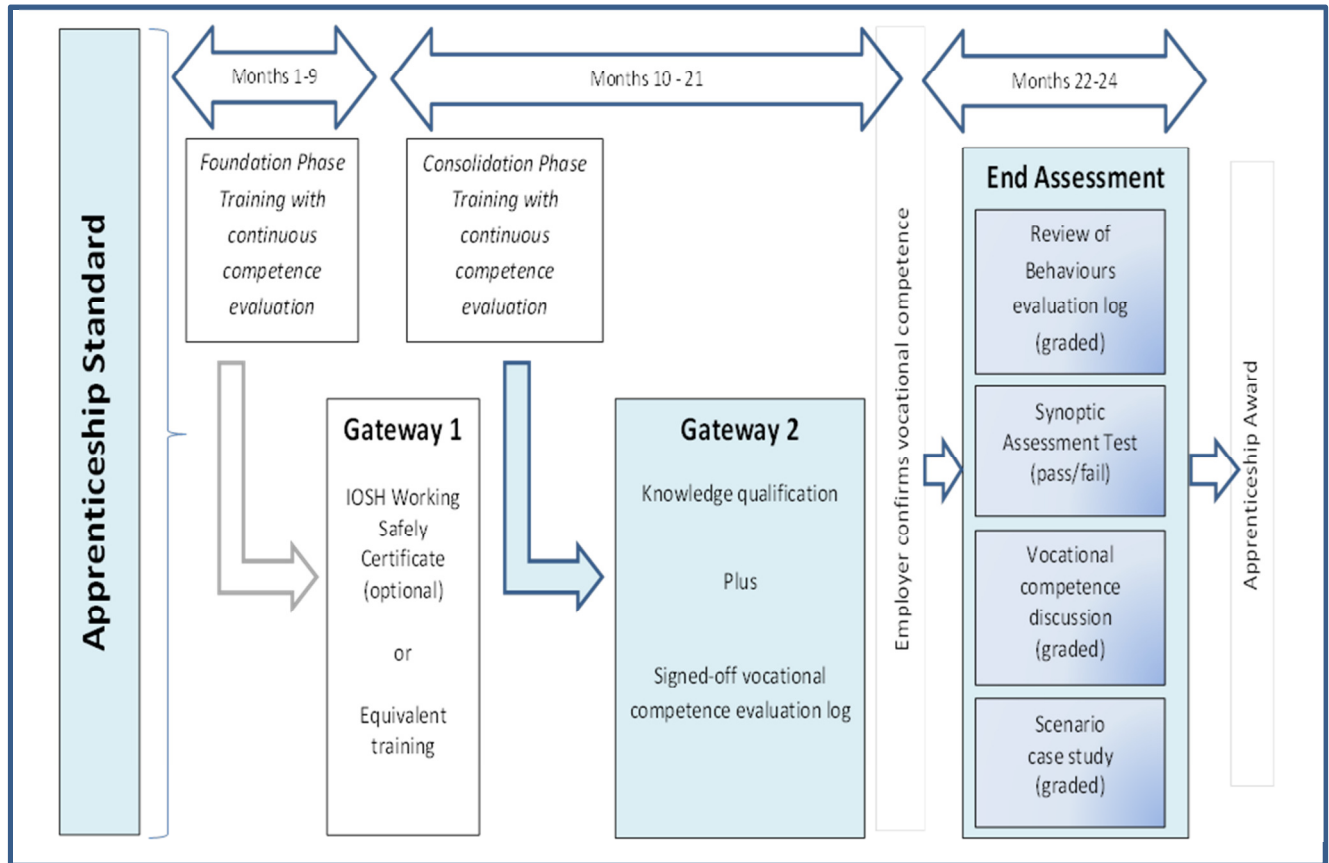 Apprenticeship Standard
Months 1-9
Months 10 - 21
Months 22-24
Foundation Phase
Training with
continuous
competence
evaluation
Consolidation Phase
Training with
continuous
competence
evaluation
Gateway 1
IOSH Working
Safely
Certificate
(optional)
or
Equivalent
training
Gateway 2
Knowledge qualification
Plus
Signed-off vocational
competence evaluation log
Employer confirms vocational competence
End Assessment
Review of
Behaviours
evaluation log
(graded)
Synoptic
Assessment Test
(pass/fail)
Vocational
competence
discussion
(graded)
Scenario
case study
(graded)
Apprenticeship Award